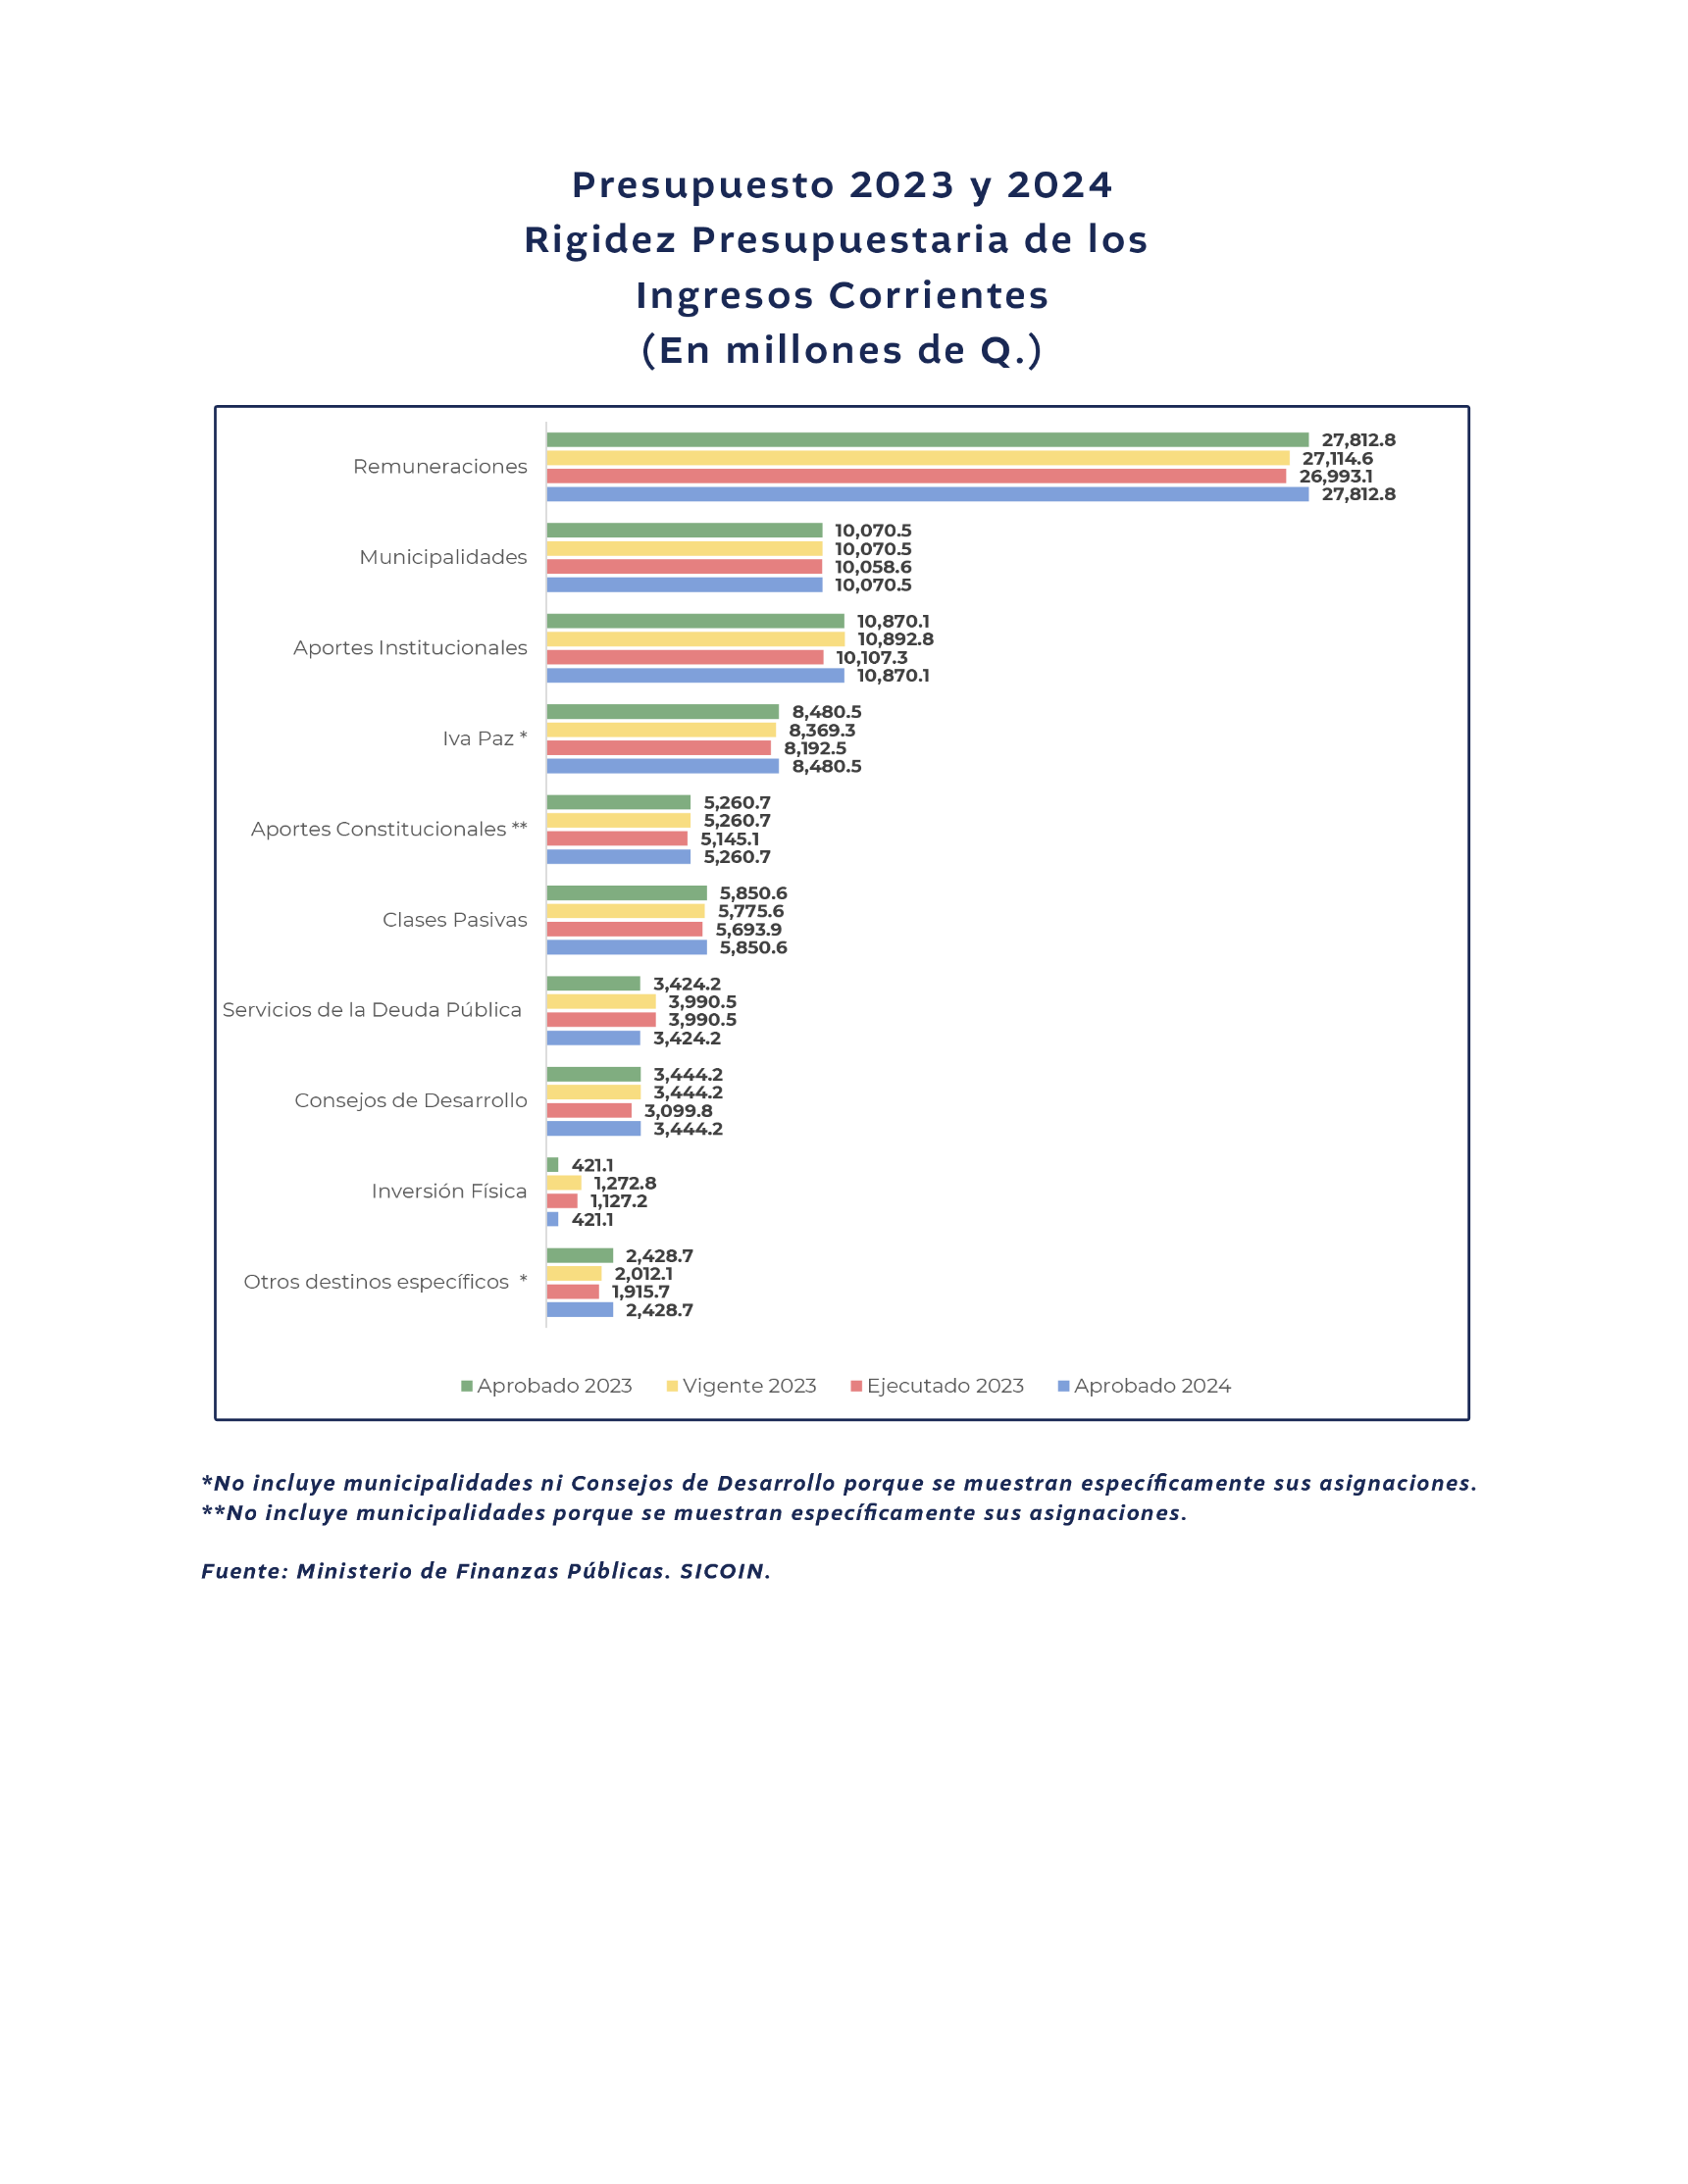 Presupuesto 2023 y 2024
Rigidez Presupuestaria de los
Ingresos Corrientes
(En millones de Q.)
Remuneraciones
27,812.8
27,114.6
26,993.1
27,812.8
Municipalidades
10,070.5
10,070.5
10,058.6
10,070.5
Aportes Institucionales
10,870.1
10,892.8
10,107.3
10,870.1
Iva Paz *
8,480.5
8,369.3
8,192.5
8,480.5
Aportes Constitucionales **
5,260.7
5,260.7
5,145.1
5,260.7
Clases Pasivas
5,850.6
5,775.6
5,693.9
5,850.6
Servicios de la Deuda Pública
3,424.2
3,990.5
3,990.5
3,424.2
Consejos de Desarrollo
3,444.2
3,444.2
3,099.8
3,444.2
Inversión Física
421.1
1,272.8
1,127.2
421.1
Otros destinos específicos *
2,428.7
2,012.1
1,915.7
2,428.7
Aprobado 2023 Vigente 2023 Ejecutado 2023 Aprobado 2024
*No incluye municipalidades ni Consejos de Desarrollo porque se muestran específicamente sus asignaciones.
**No incluye municipalidades porque se muestran específicamente sus asignaciones.
Fuente: Ministerio de Finanzas Públicas. SICOIN.